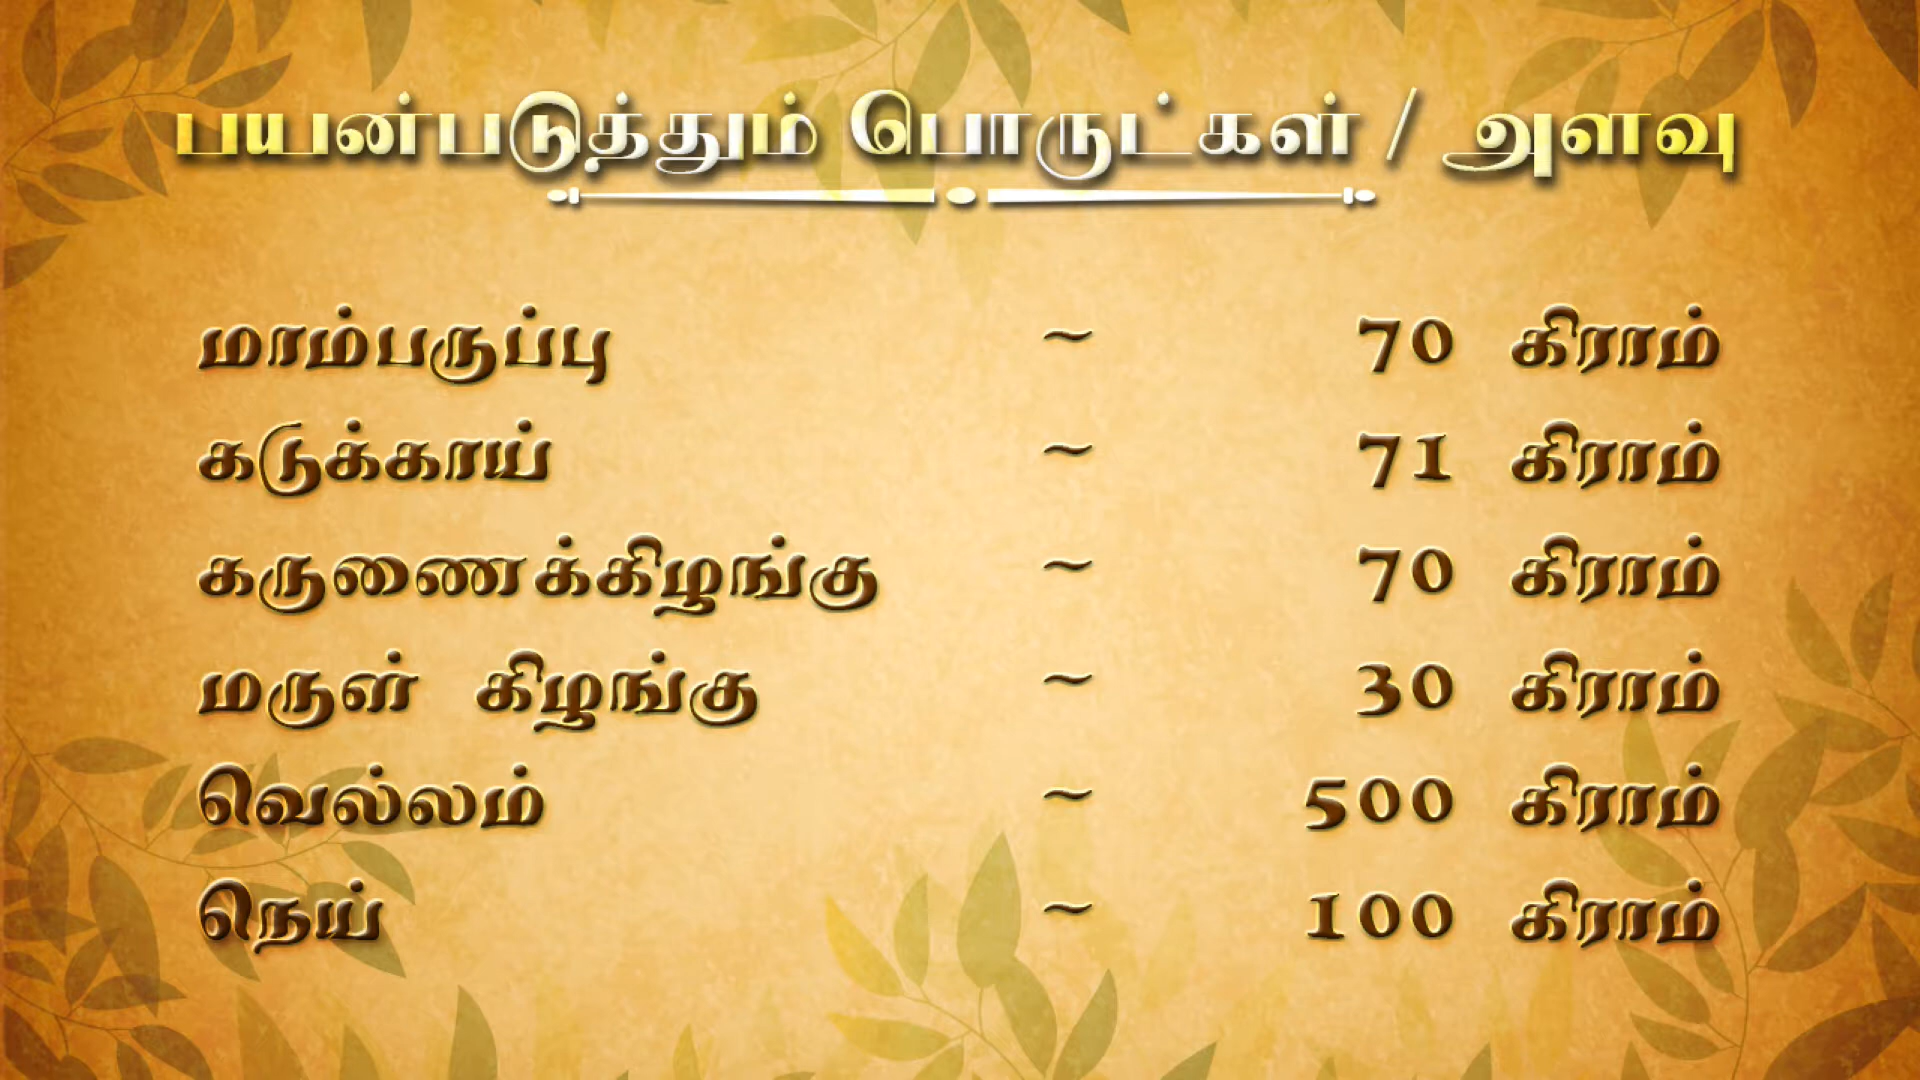 பயன்படுத்தும் பொருட்கள் / அளவு
மாம்பருப்பு ~ 70 கிராம்
கடுக்காய் ~ 71 கிராம்
கருணைக்கிழங்கு ~ 70 கிராம்
மருள் கிழங்கு ~ 30 கிராம்
வெல்லம் ~ 500 கிராம்
நெய் ~ 100 கிராம்